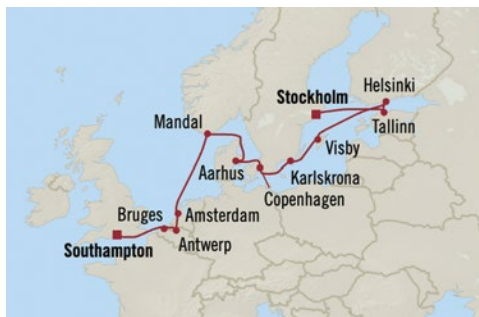 Helsinki
Stockholm
Tallinn
Mandal
Visby
Aarhus
Karlskrona
Copenhagen
Bruges
Amsterdam
Antwerp
Southampton